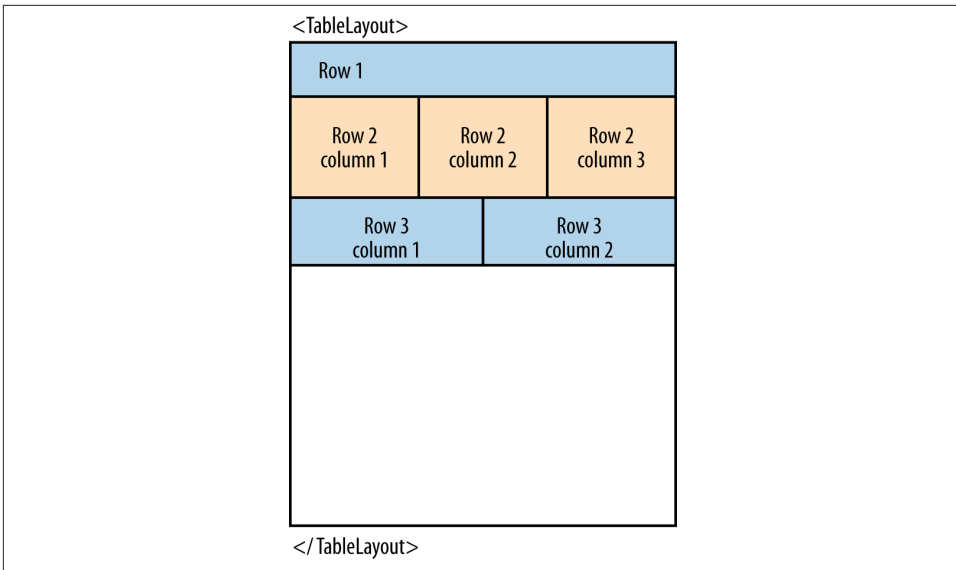 <TableLayout>
Row 1
Row 2
column 1
Row 2
column 2
Row 2
column 3
Row 3
column 1
Row 3
column 2
</TableLayout>